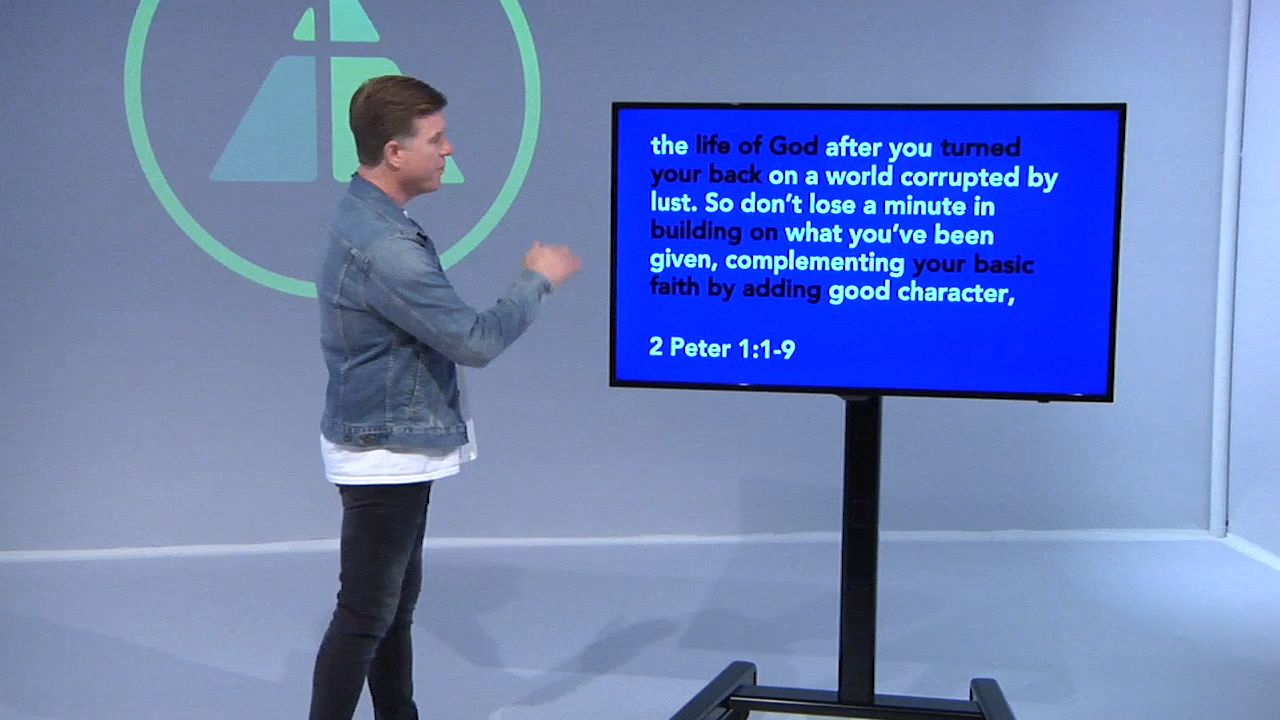 the life of God after you turned
your back on a world corrupted by
lust. So don't lose a minute in
building on what you've been
given, complementing your basic
faith by adding good character,
2 Peter 1:1-9